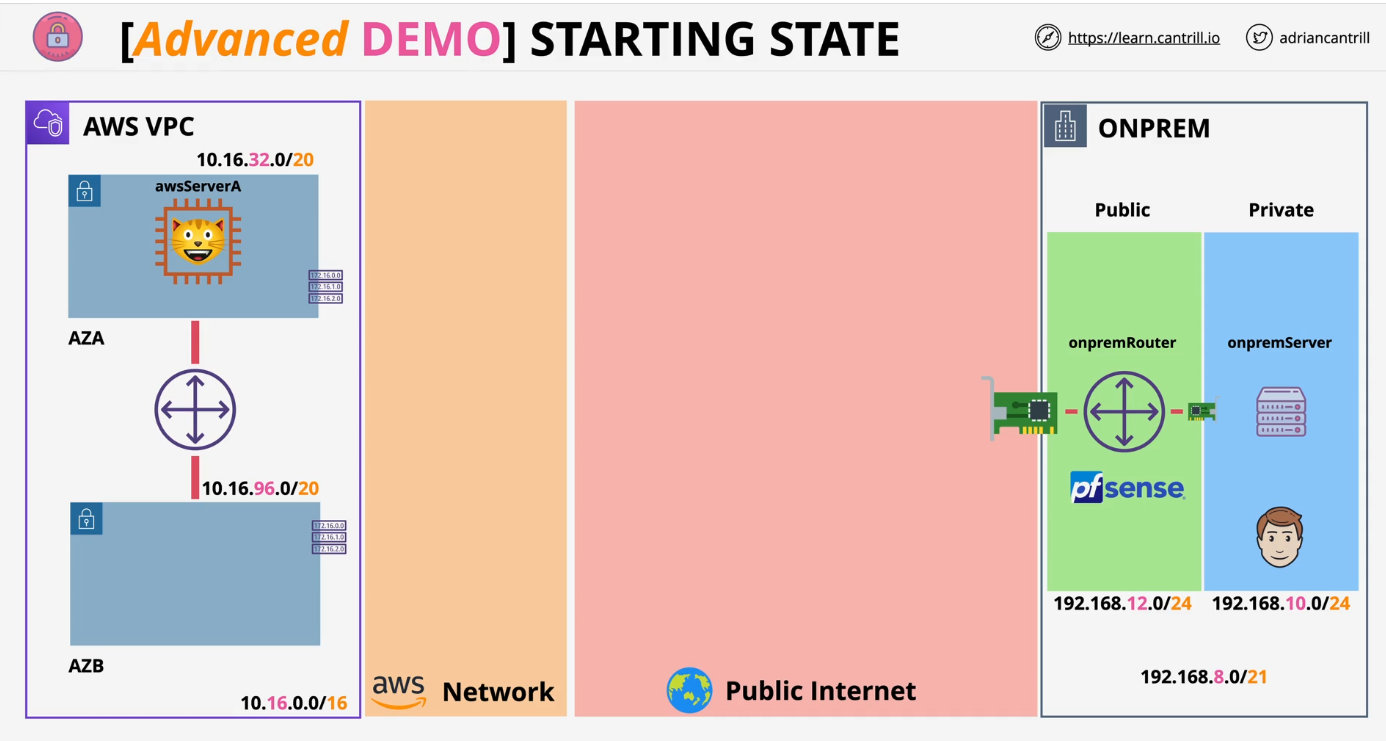 [Advanced DEMO] STARTING STATE
https://learn.cantrill.io
adriancantrill
AWS VPC
10.16.32.0/20
awsServerA
172.16.0.0
172.16.1.0
172.16.2.0
AZA
10.16.96.0/20
172.16.0.0
172.16.1.0
172.16.2.0
AZB
10.16.0.0/16
aws
Network
Public Internet
ONPREM
Public
Private
onpremRouter
onpremServer
pfsense
192.168.12.0/24
192.168.10.0/24
192.168.8.0/21